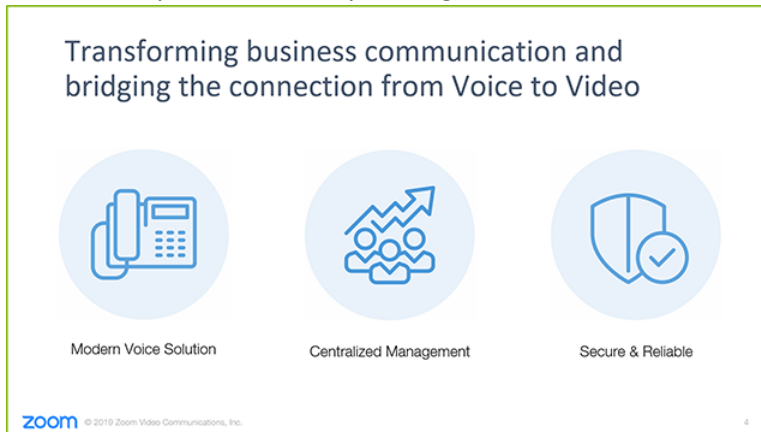 Transforming business communication and
bridging the connection from Voice to Video
Modern Voice Solution
Centralized Management
Secure & Reliable
zoom © 2019 Zoom Video Communications, Inc.
4